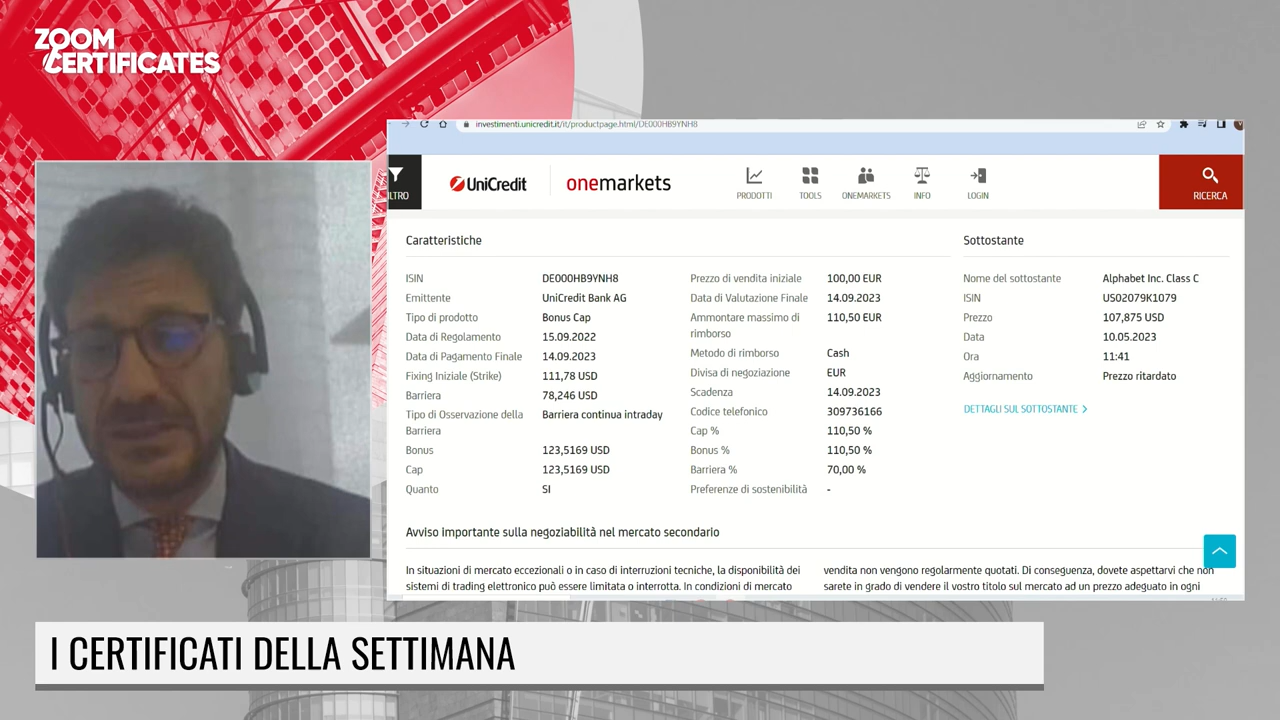 ZOOM
CERTIFICATES
investimenti.unicredit.it/it/productpage.html/DE000HB9YNH8
LTRO
UniCredit
onemarkets
PRODOTTI
TOOLS
ONEMARKETS
INFO
LOGIN
RICERCA
Caratteristiche
ISIN DE000HB9YNH8
Emittente UniCredit Bank AG
Tipo di prodotto Bonus Cap
Data di Regolamento 15.09.2022
Data di Pagamento Finale 14.09.2023
Fixing Iniziale (Strike) 111,78 USD
Barriera 78,246 USD
Tipo di Osservazione della Barriera continua intraday
Barriera
Bonus 123,5169 USD
Cap 123,5169 USD
Quanto SI
Prezzo di vendita iniziale 100,00 EUR
Data di Valutazione Finale 14.09.2023
Ammontare massimo di 110,50 EUR
rimborso
Metodo di rimborso Cash
Divisa di negoziazione EUR
Scadenza 14.09.2023
Codice telefonico 309736166
Cap % 110,50 %
Bonus % 110,50 %
Barriera % 70,00 %
Preferenze di sostenibilità -
Sottostante
Nome del sottostante Alphabet Inc. Class C
ISIN US02079K1079
Prezzo 107,875 USD
Data 10.05.2023
Ora 11:41
Aggiornamento Prezzo ritardato
DETTAGLI SUL SOTTOSTANTE
Avviso importante sulla negoziabilità nel mercato secondario
In situazioni di mercato eccezionali o in caso di interruzioni tecniche, la disponibilità dei
sistemi di trading elettronico può essere limitata o interrotta. In condizioni di mercato
vendita non vengono regolarmente quotati. Di conseguenza, dovete aspettarvi che non
sarete in grado di vendere il vostro titolo sul mercato ad un prezzo adeguato in ogni
I CERTIFICATI DELLA SETTIMANA